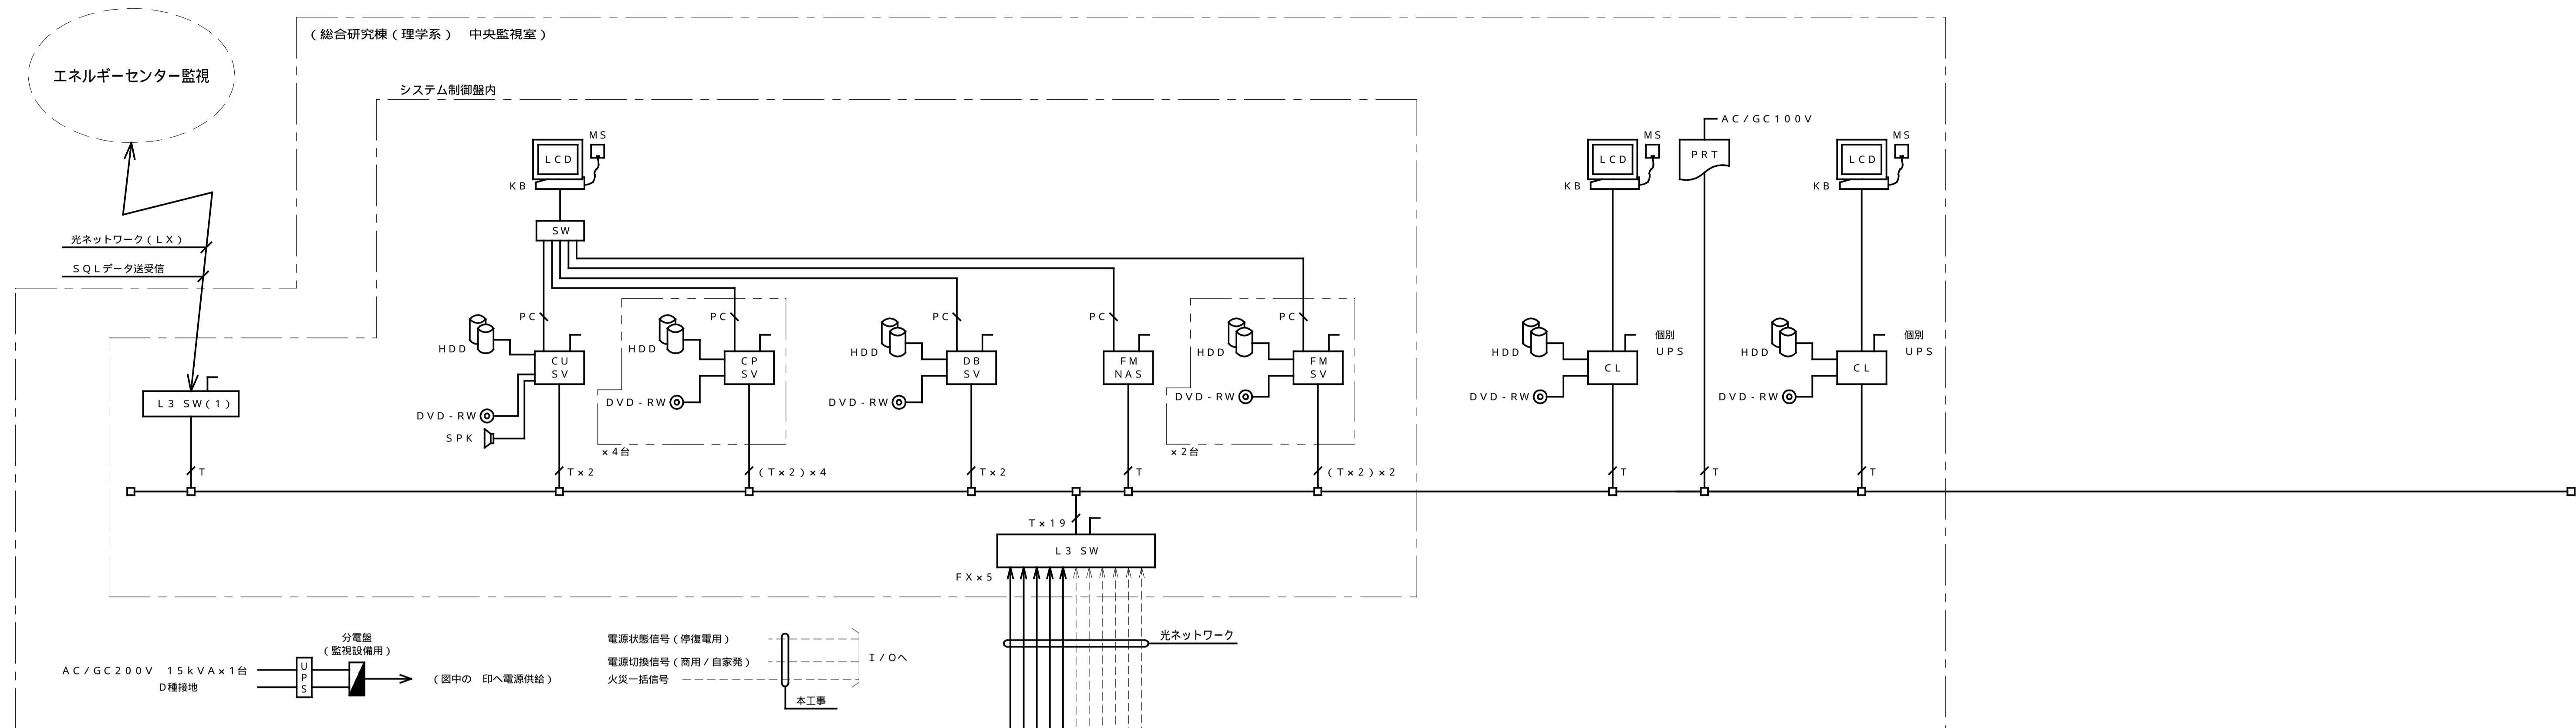 (総合研究棟(理学系) 中央監視室)
エネルギーセンター監視
システム制御盤内
光ネットワーク(LX)
SQLデータ送受信
MS
LCD
KB
SW
AC/GC100V
MS
LCD
KB
PRT
MS
LCD
KB
PC
PC
PC
PC
PC
HDD
CU
SV
HDD
CP
SV
HDD
DB
SV
FM
NAS
HDD
FM
SV
HDD
CL
個別
UPS
HDD
CL
個別
UPS
L3 SW(1)
DVD-RW
SPK
DVD-RW
×4台
DVD-RW
DVD-RW
×2台
DVD-RW
DVD-RW
T
T×2
(T×2)×4
T×2
T
(T×2)×2
T
T
T
T×19
L3 SW
FX×5
光ネットワーク
分電盤
(監視設備用)
AC/GC200V 15kVA×1台
D種接地
UPS
(図中の 印へ電源供給)
電源状態信号(停復電用)
電源切換信号(商用/自家発)
火災一括信号
I/Oへ
本工事